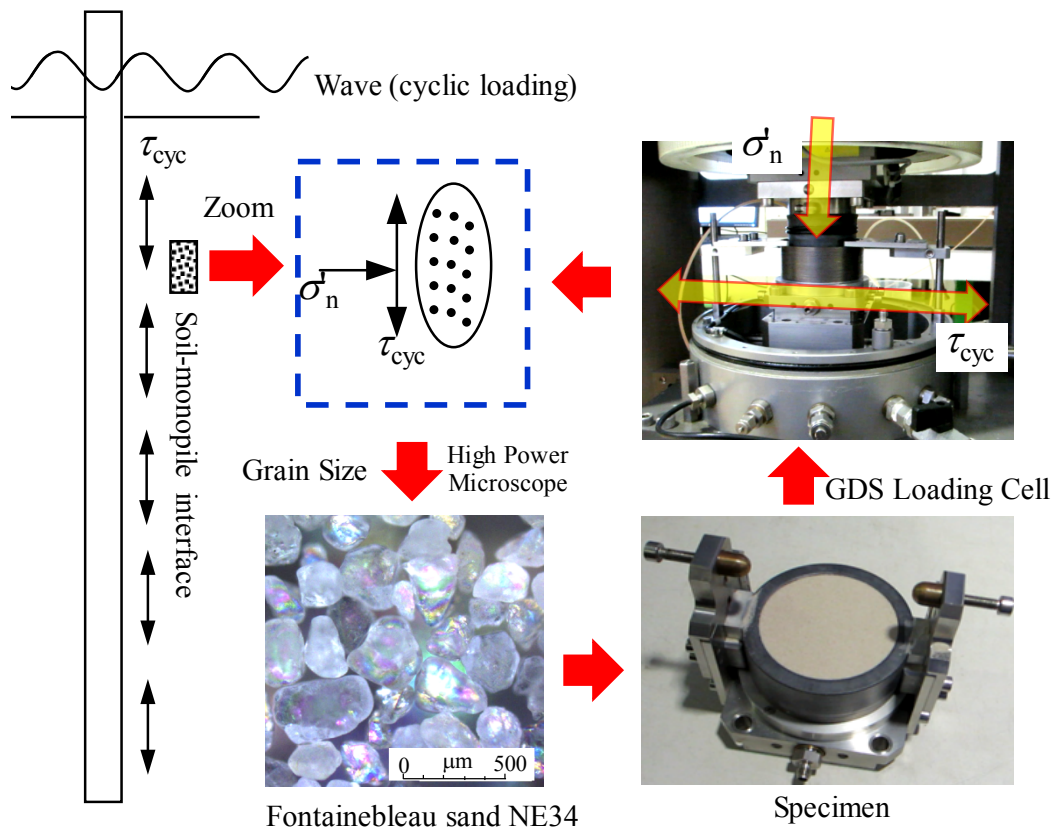 Wave (cyclic loading)
τcyc
Zoom
Soil-monopile interface
σ'n
τcyc
σ'n
τcyc
Grain Size
High Power
Microscope
GDS Loading Cell
0 μm 500
Fontainebleau sand NE34
Specimen